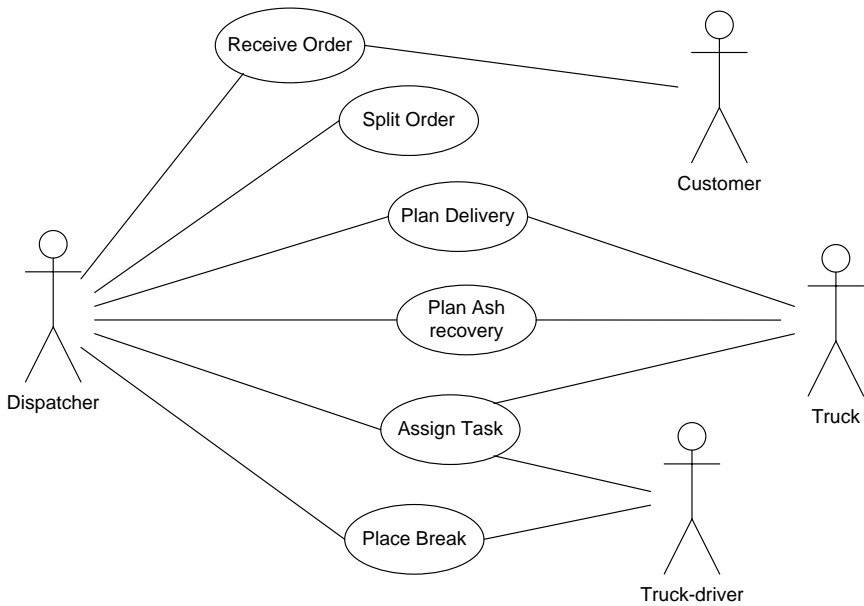 Receive Order
Split Order
Customer
Plan Delivery
Plan Ash
recovery
Dispatcher
Truck
Assign Task
Place Break
Truck-driver